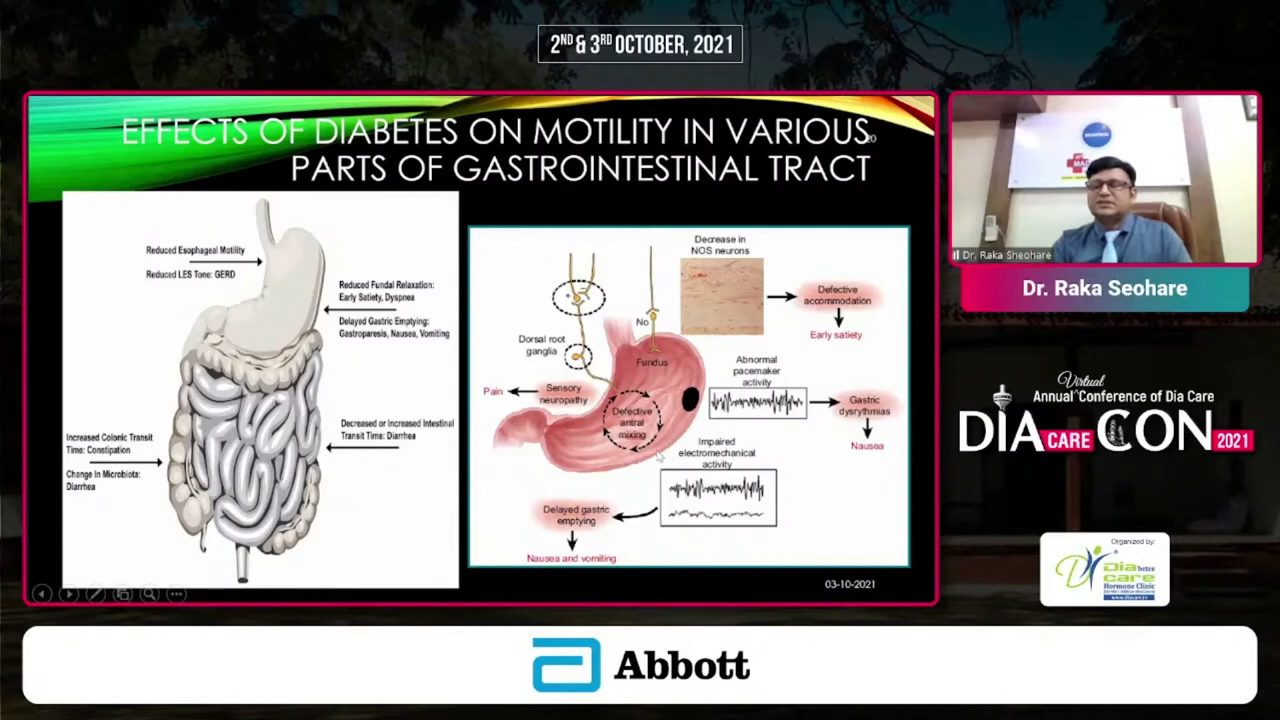 2ND & 3RD OCTOBER, 2021
EFFECTS OF DIABETES ON MOTILITY IN VARIOUS
PARTS OF GASTROINTESTINAL TRACT
20
Reduced Esophageal Motility
Reduced LES Tone: GERD
Reduced Fundal Relaxation:
Early Satiety, Dyspnea
Delayed Gastric Emptying:
Gastroparesis, Nausea, Vomiting
Increased Colonic Transit
Time: Constipation
Change In Microbiota:
Diarrhea
Decreased or Increased Intestinal
Transit Time: Diarrhea
Decrease in
NOS neurons
Defective
accommodation
Early satiety
No
Dorsal root
ganglia
Fundus
Abnormal
pacemaker
activity
Pain
Sensory
neuropathy
Defective
antral
mixing
Gastric
dysrythmias
Nausea
Impaired
electromechanical
activity
Delayed gastric
emptying
Nausea and vomiting
03-10-2021
Dr. Raka Sheohare
Dr. Raka Seohare
Virtual
Annual ^ Conference of Dia Care
DIA CARE CON 2021
Organized by:
Diabetes
care
Hormone Clinic
Abbott